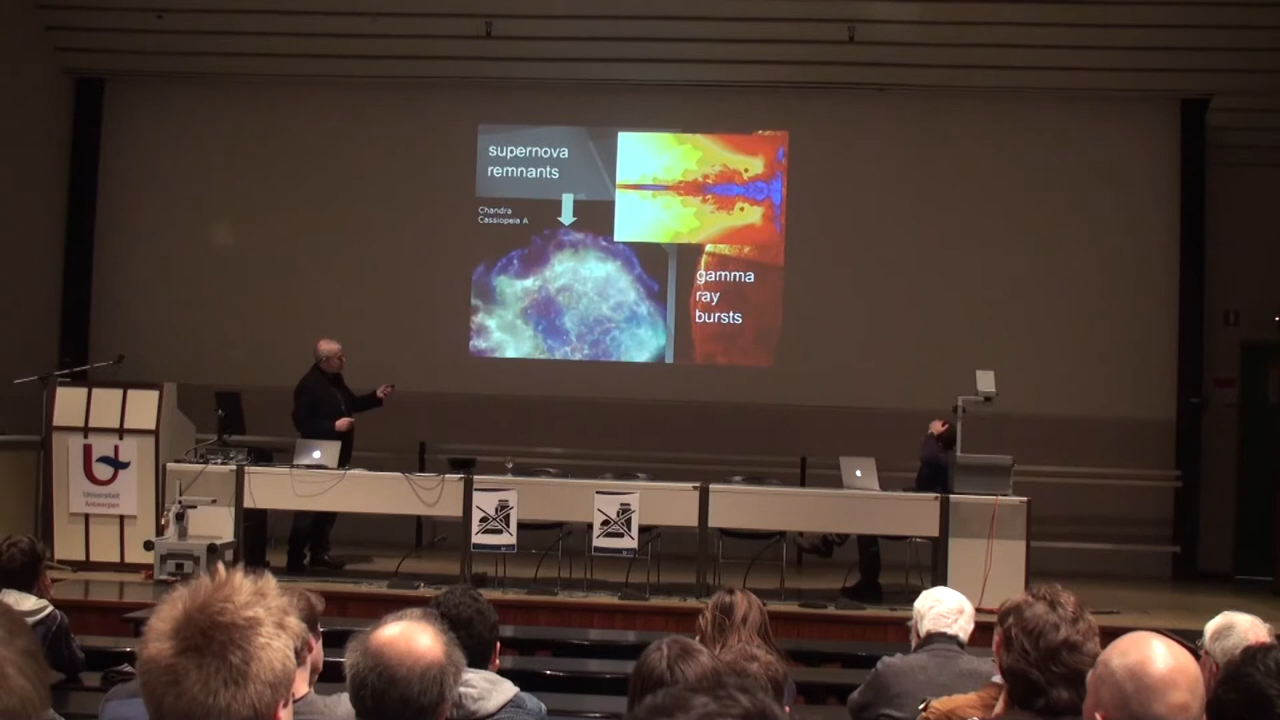 supernova
remnants
Chandra
Cassiopeia A
gamma
ray
bursts
Universiteit
Antwerpen